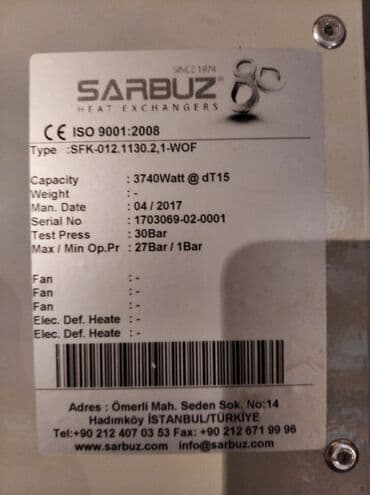 SINCE 1974
SARBUZ®
HEAT EXCHANGERS
CE ISO 9001:2008
Type :SFK-012.1130.2,1-WOF
Capacity : 3740Watt @ dT15
Weight : -
Man. Date : 04 / 2017
Serial No : 1703069-02-0001
Test Press : 30Bar
Max / Min Op.Pr : 27Bar / 1Bar
Fan : -
Fan : -
Fan : -
Elec. Def. Heate : -
Elec. Def. Heate : -
Adres : Ömerli Mah. Seden Sok. No:14
Hadımköy İSTANBUL/TÜRKİYE
Tel:+90 212 407 03 53 Fax: +90 212 671 99 96
www.sarbuz.com info@sarbuz.com